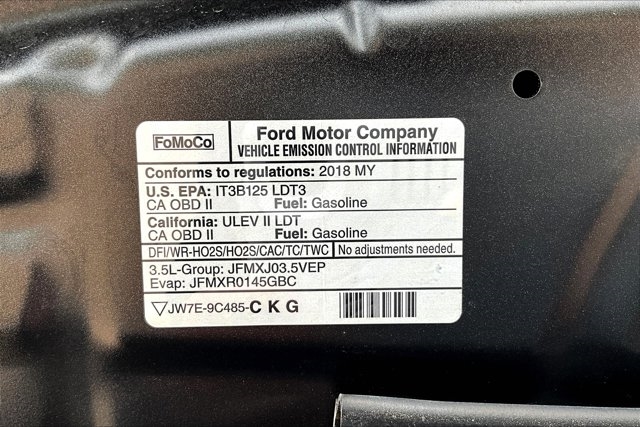 FoMoCo
Ford Motor Company
VEHICLE EMISSION CONTROL INFORMATION
Conforms to regulations: 2018 MY
U.S. EPA: IT3B125 LDT3
CA OBD II Fuel: Gasoline
California: ULEV II LDT
CA OBD II Fuel: Gasoline
DFI/WR-HO2S/HO2S/CAC/TC/TWC No adjustments needed.
3.5L-Group: JFMXJ03.5VEP
Evap: JFMXR0145GBC
▽JW7E-9C485-C K G